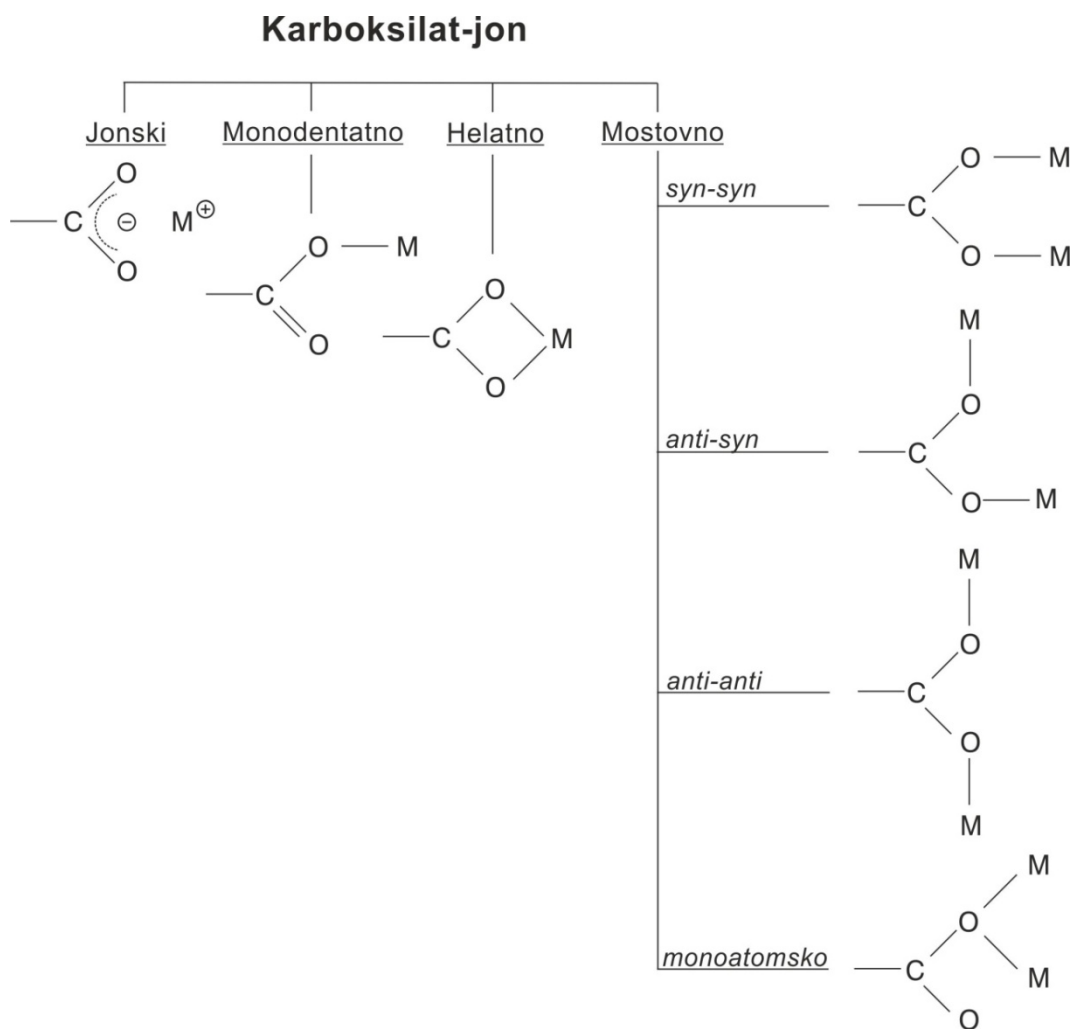 Karboksilat-jon
Jonski Monodentatno Helatno Mostovno
O
C ⊖ M⊕
O
O M
C
O
O
C M
O
syn-syn
O M
C
O M
anti-syn
M
O
C
O M
anti-anti
M
O
C
O
M
monoatomsko
M
O
C M
O